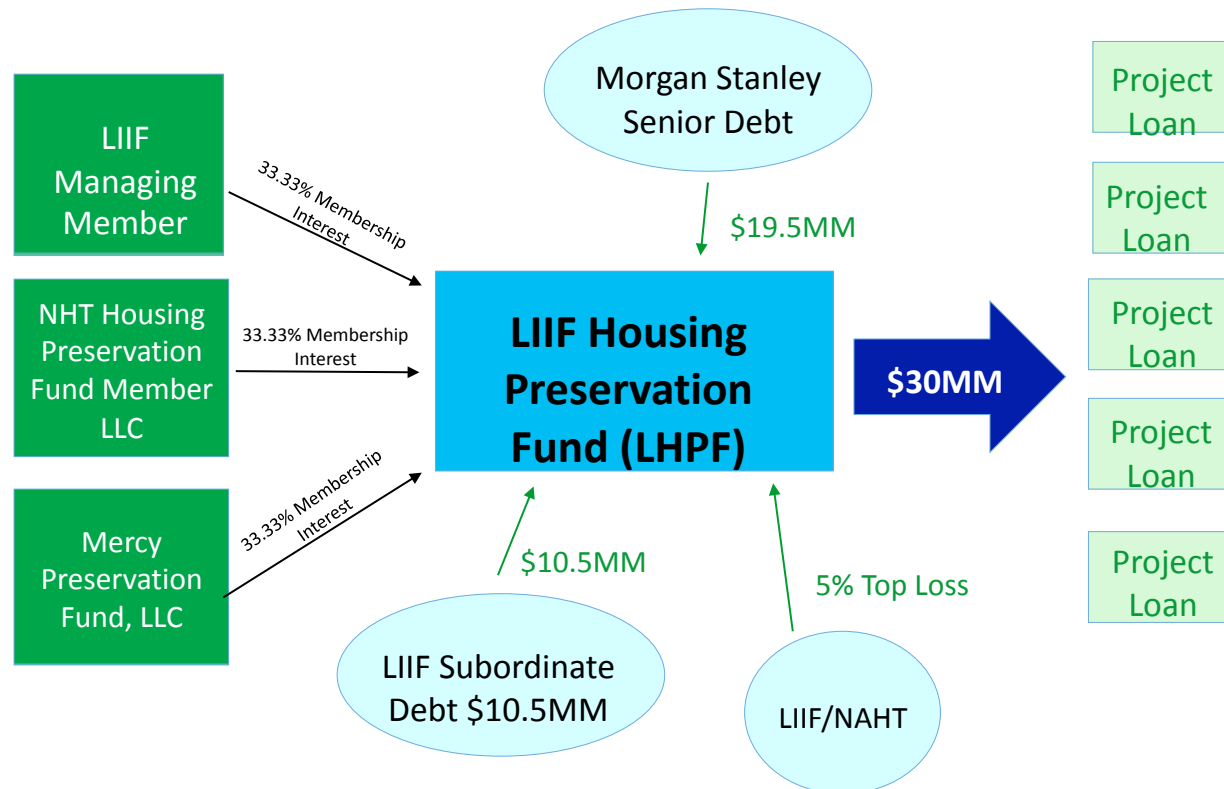 LIIF
Managing
Member
33.33% Membership
Interest
NHT Housing
Preservation
Fund Member
LLC
33.33% Membership
Interest
Mercy
Preservation
Fund, LLC
33.33% Membership
Interest
Morgan Stanley
Senior Debt
$19.5MM
LIIF Housing
Preservation
Fund (LHPF)
$10.5MM
LIIF Subordinate
Debt $10.5MM
5% Top Loss
LIIF/NAHT
$30MM
Project
Loan
Project
Loan
Project
Loan
Project
Loan
Project
Loan